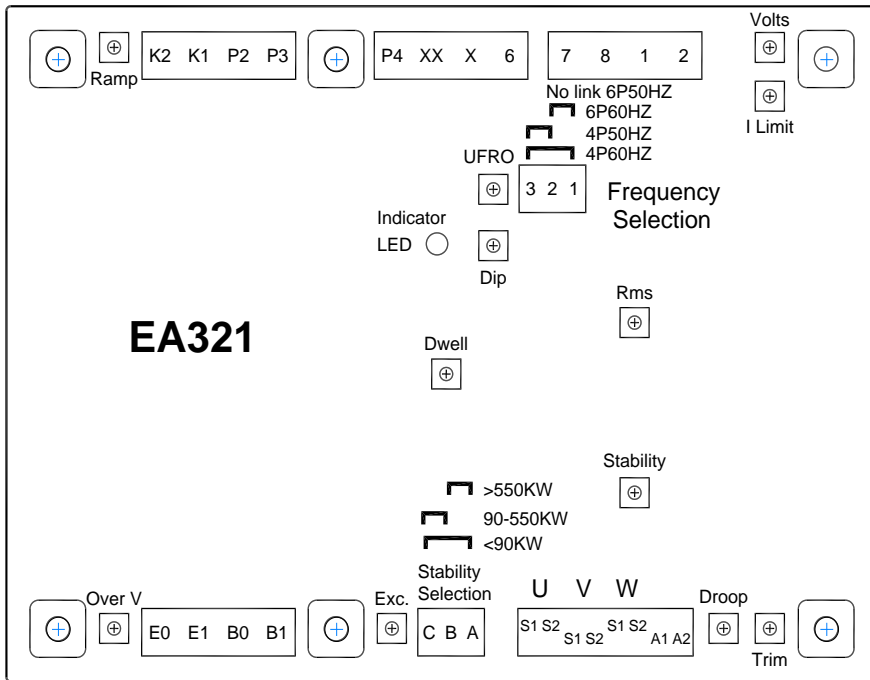 Volts
K2 K1 P2 P3
P4 XX X 6
7 8 1 2
Ramp
No link 6P50HZ
6P60HZ
I Limit
4P50HZ
UFRO
4P60HZ
3 2 1
Frequency
Selection
Indicator
LED
Dip
Rms
EA321
Dwell
Stability
>550KW
90-550KW
<90KW
Stability
Selection
U V W
Over V
Exc.
Droop
E0 E1 B0 B1
C B A
S1 S2 S1 S2 S1 S2 A1 A2
Trim